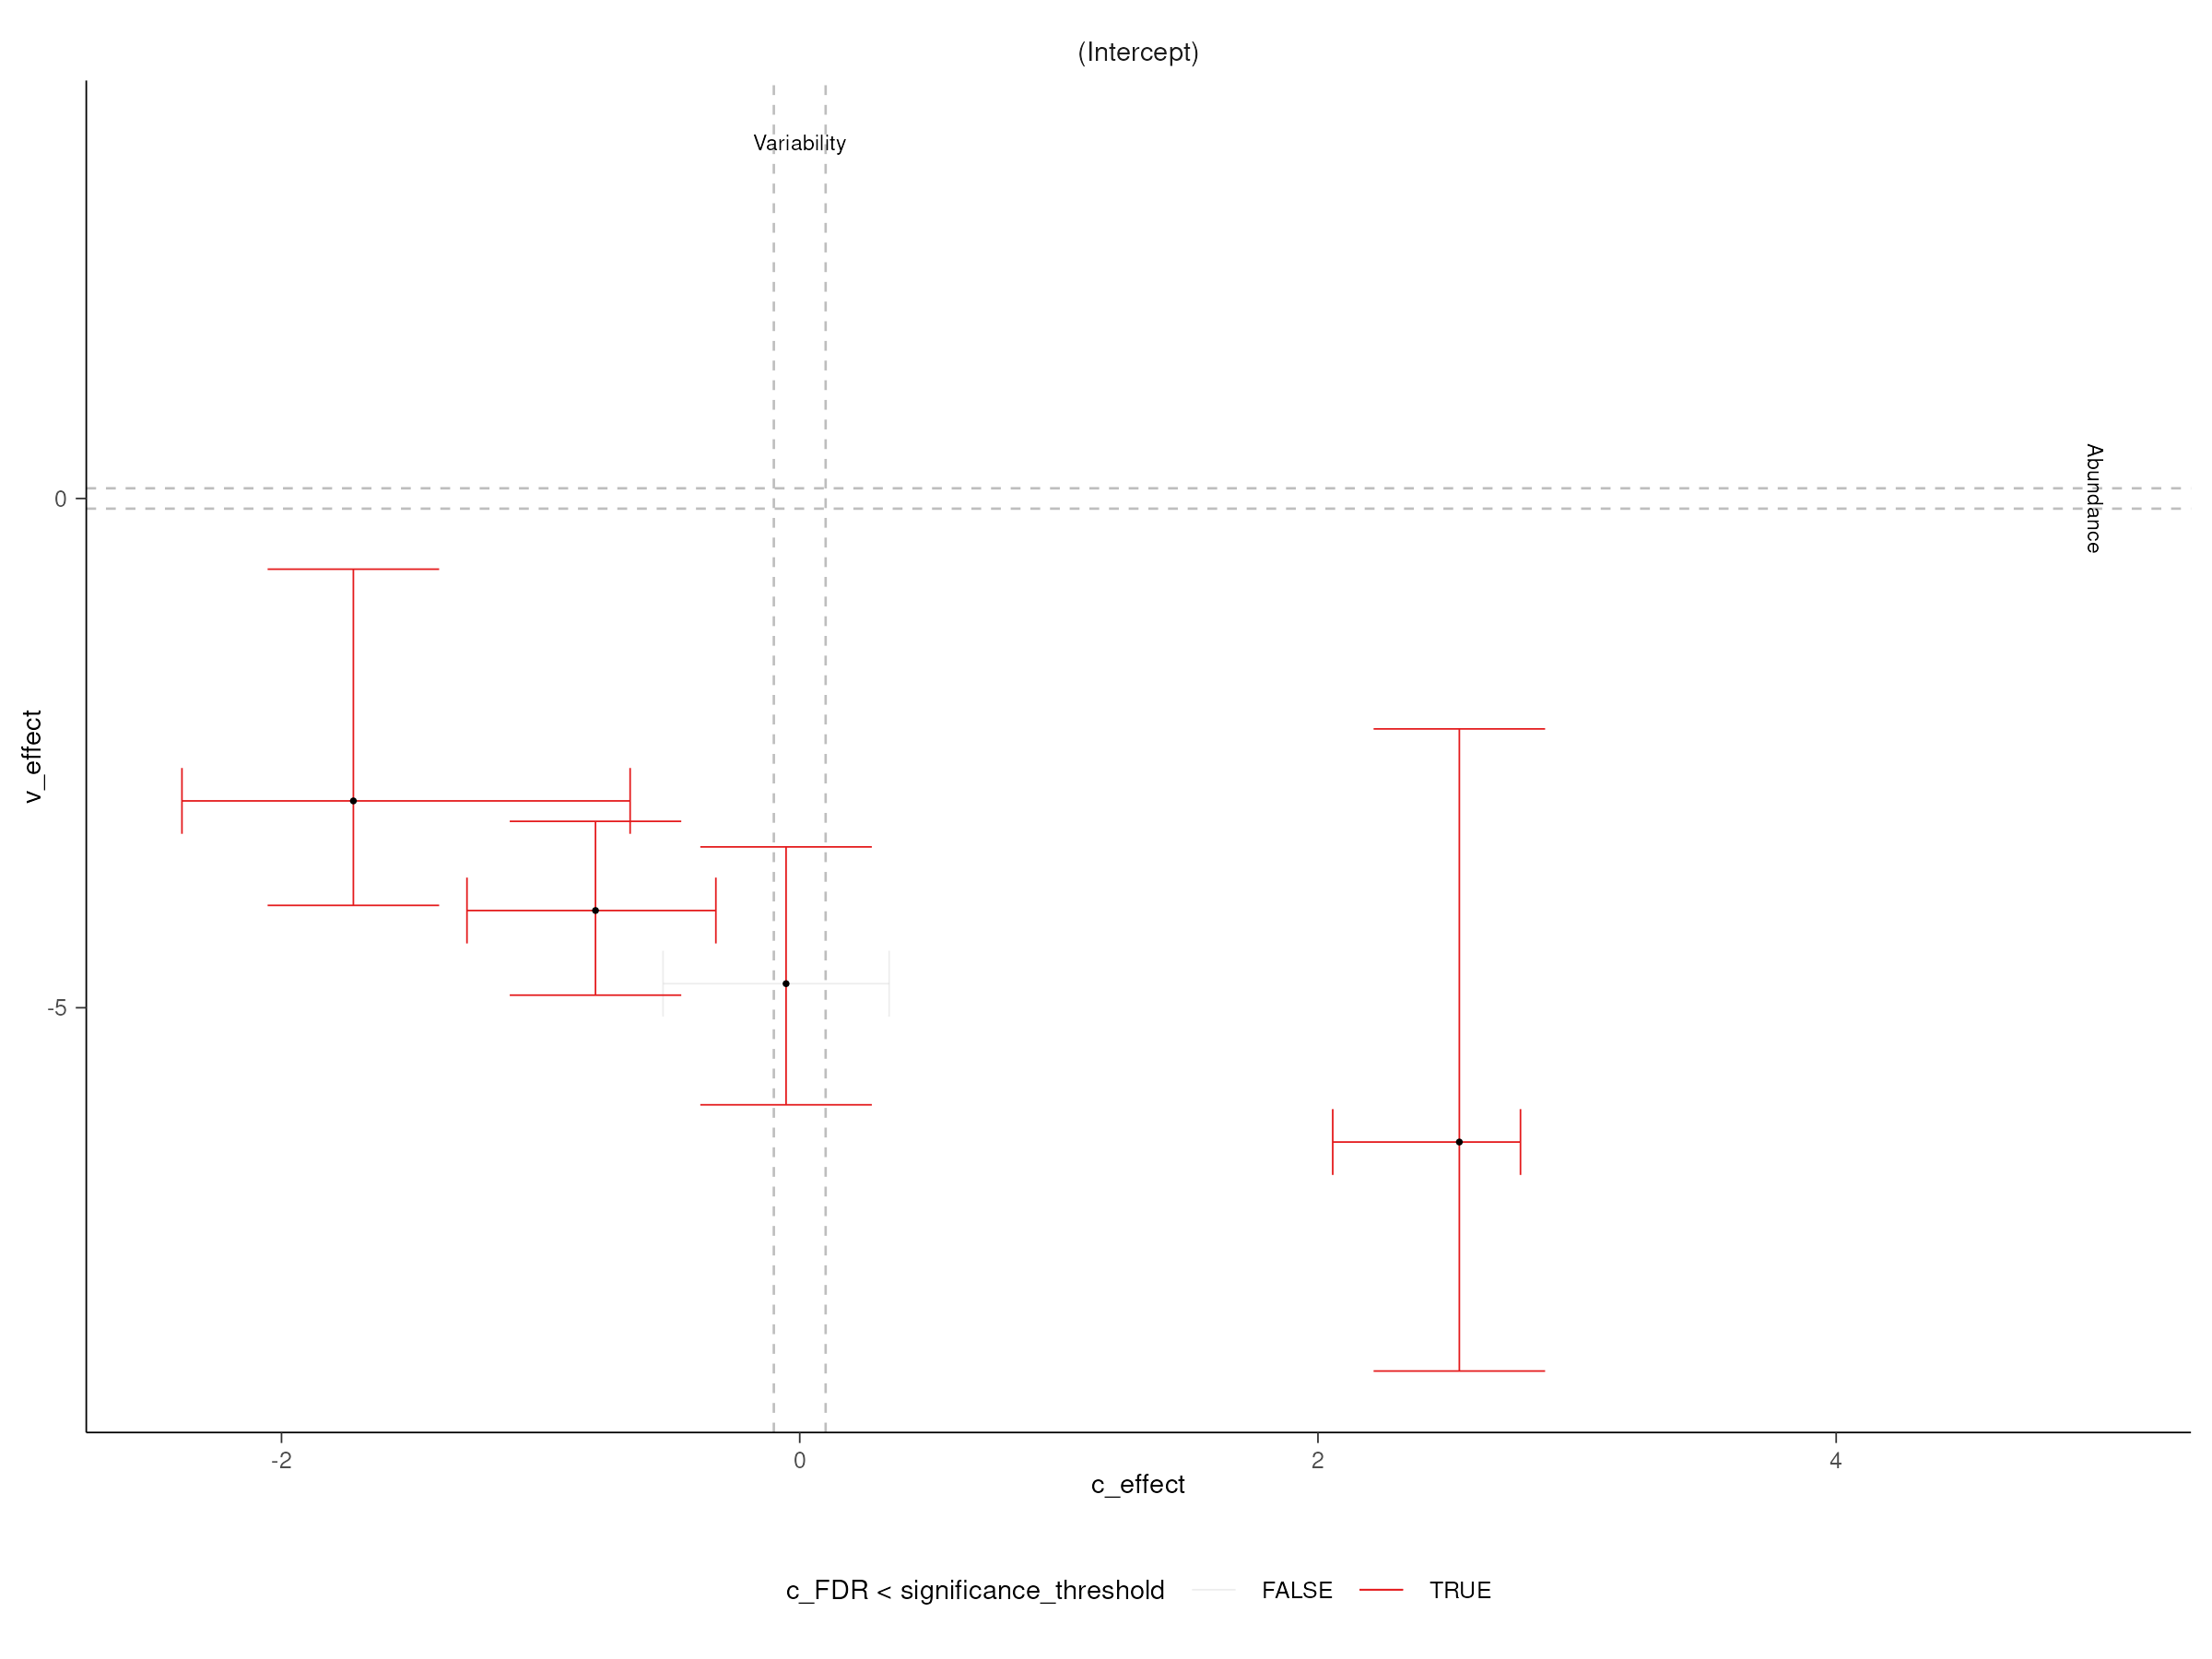 (Intercept)
Variability
Abundance
0
-5
v_effect
-2
0
2
4
c_effect
c_FDR < significance_threshold
FALSE
TRUE